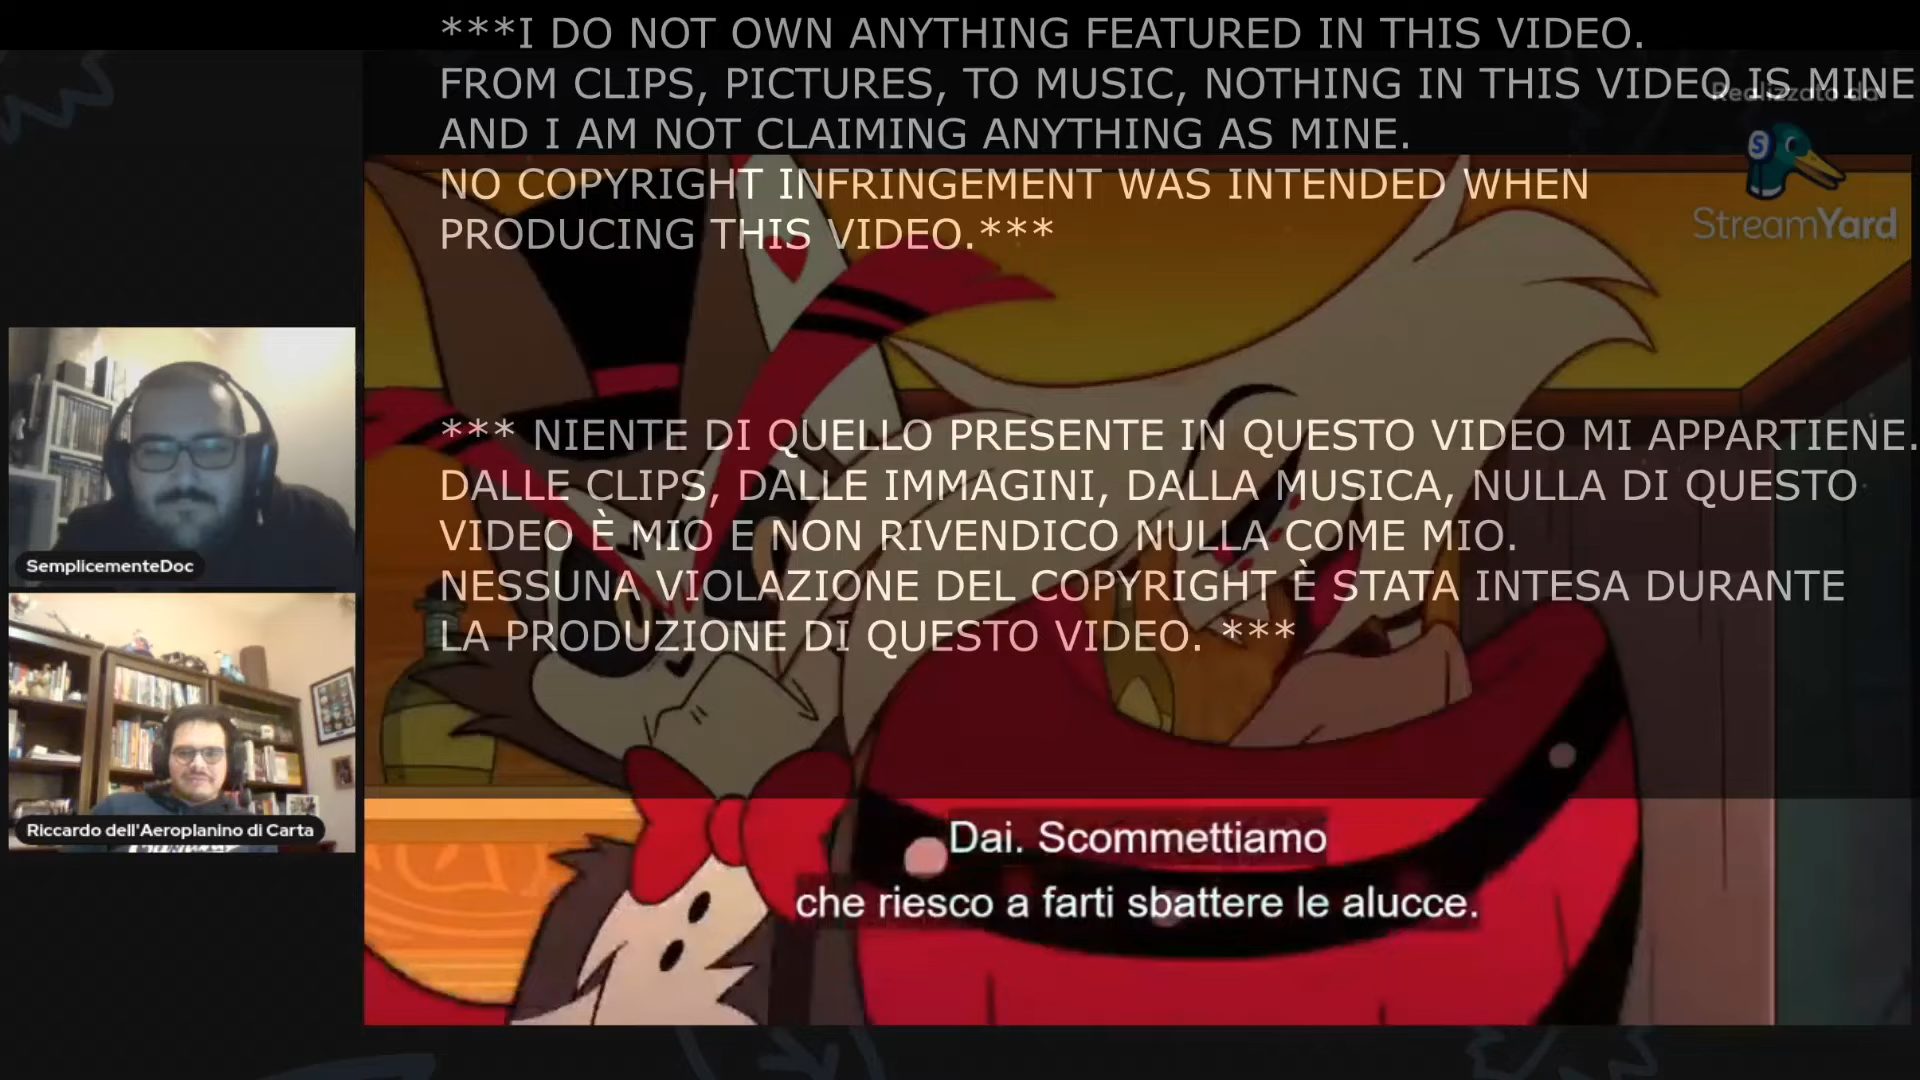 ***I DO NOT OWN ANYTHING FEATURED IN THIS VIDEO.
FROM CLIPS, PICTURES, TO MUSIC, NOTHING IN THIS VIDEO IS MINE
AND I AM NOT CLAIMING ANYTHING AS MINE.
NO COPYRIGHT INFRINGEMENT WAS INTENDED WHEN
PRODUCING THIS VIDEO.***
Realizzato da
S
StreamYard
*** NIENTE DI QUELLO PRESENTE IN QUESTO VIDEO MI APPARTIENE.
DALLE CLIPS, DALLE IMMAGINI, DALLA MUSICA, NULLA DI QUESTO
VIDEO È MIO E NON RIVENDICO NULLA COME MIO.
NESSUNA VIOLAZIONE DEL COPYRIGHT È STATA INTESA DURANTE
LA PRODUZIONE DI QUESTO VIDEO. ***
SemplicementeDoc
Riccardo dell'Aeroplanino di Carta
Dai. Scommettiamo
che riesco a farti sbattere le alucce.